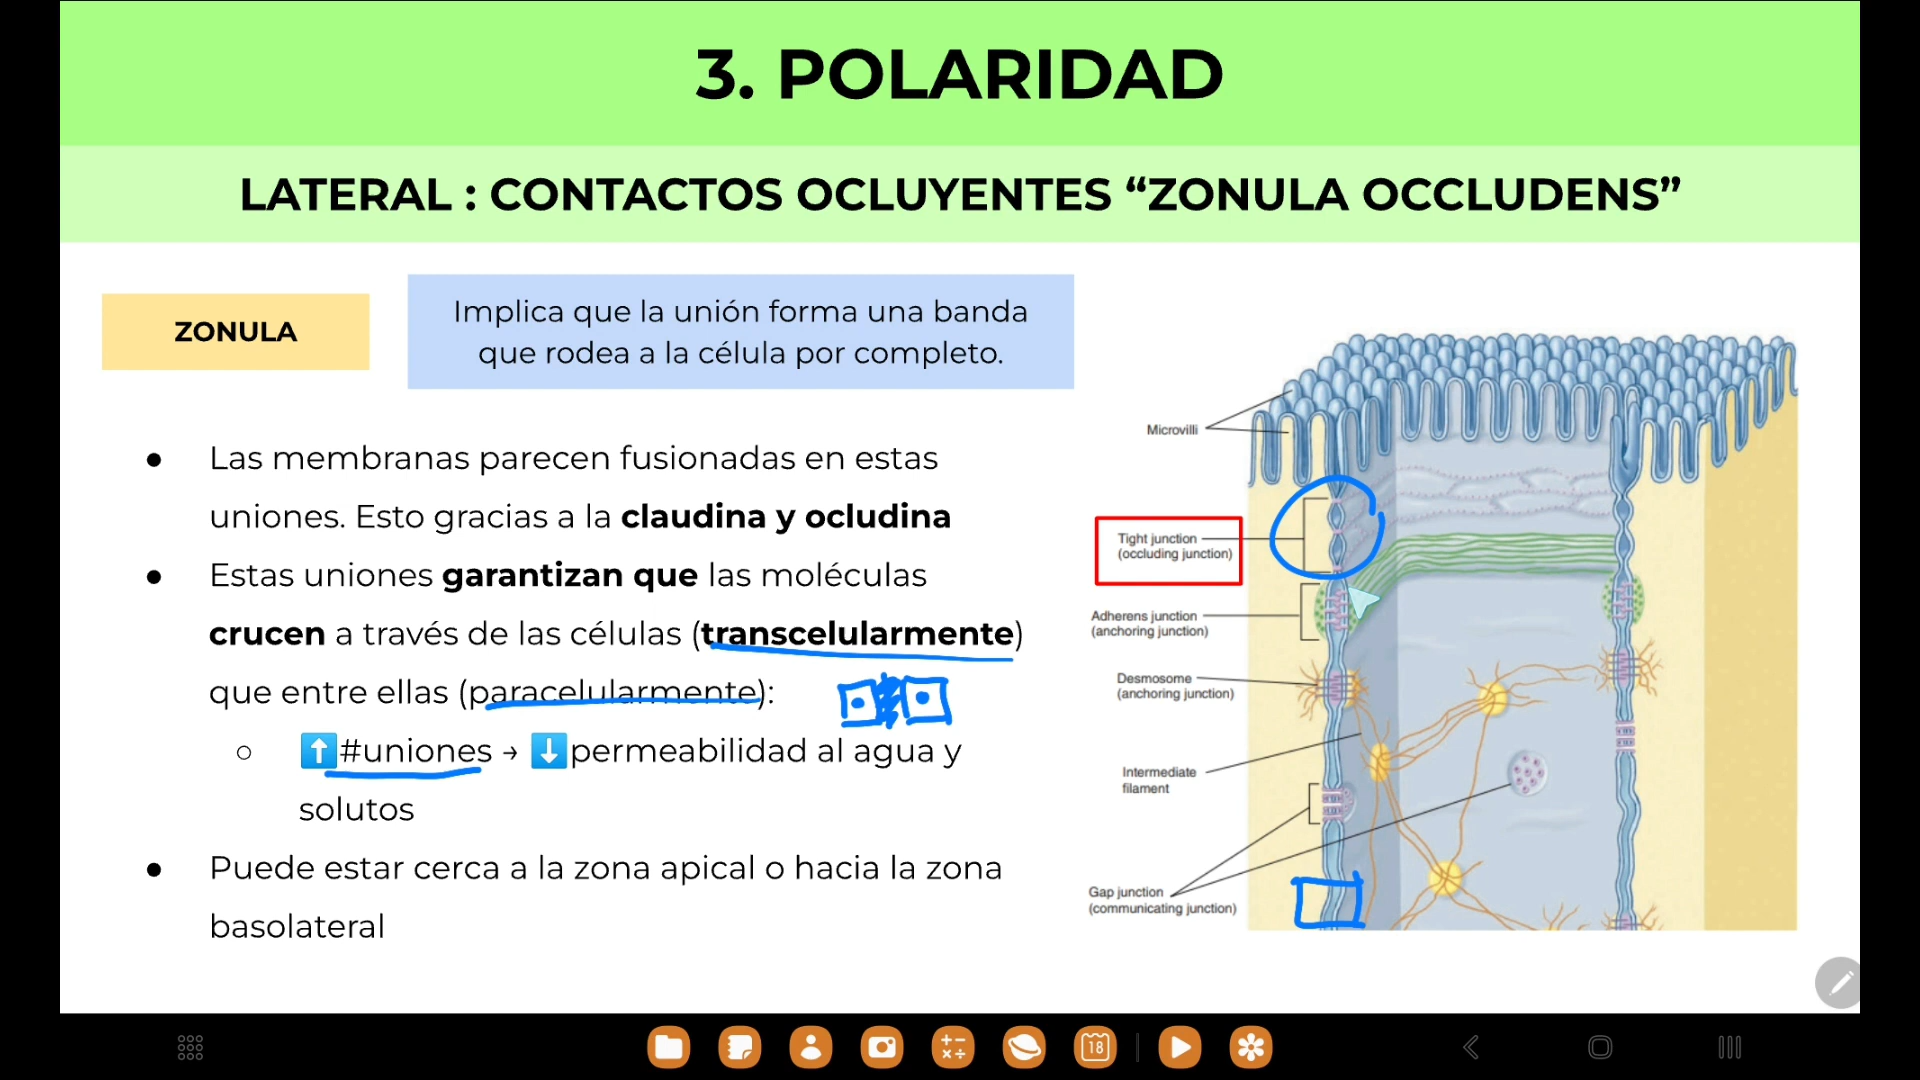 3. POLARIDAD
LATERAL : CONTACTOS OCLUYENTES “ZONULA OCCLUDENS”
ZONULA
Implica que la unión forma una banda
que rodea a la célula por completo.
● Las membranas parecen fusionadas en estas
uniones. Esto gracias a la claudina y ocludina
● Estas uniones garantizan que las moléculas
crucen a través de las células (transcelularmente)
que entre ellas (paracelularmente):
○ ⬆️#uniones → ⬇️permeabilidad al agua y
solutos
● Puede estar cerca a la zona apical o hacia la zona
basolateral
Microvilli
Tight junction
(occluding junction)
Adherens junction
(anchoring junction)
Desmosome
(anchoring junction)
Intermediate
filament
Gap junction
(communicating junction)
18